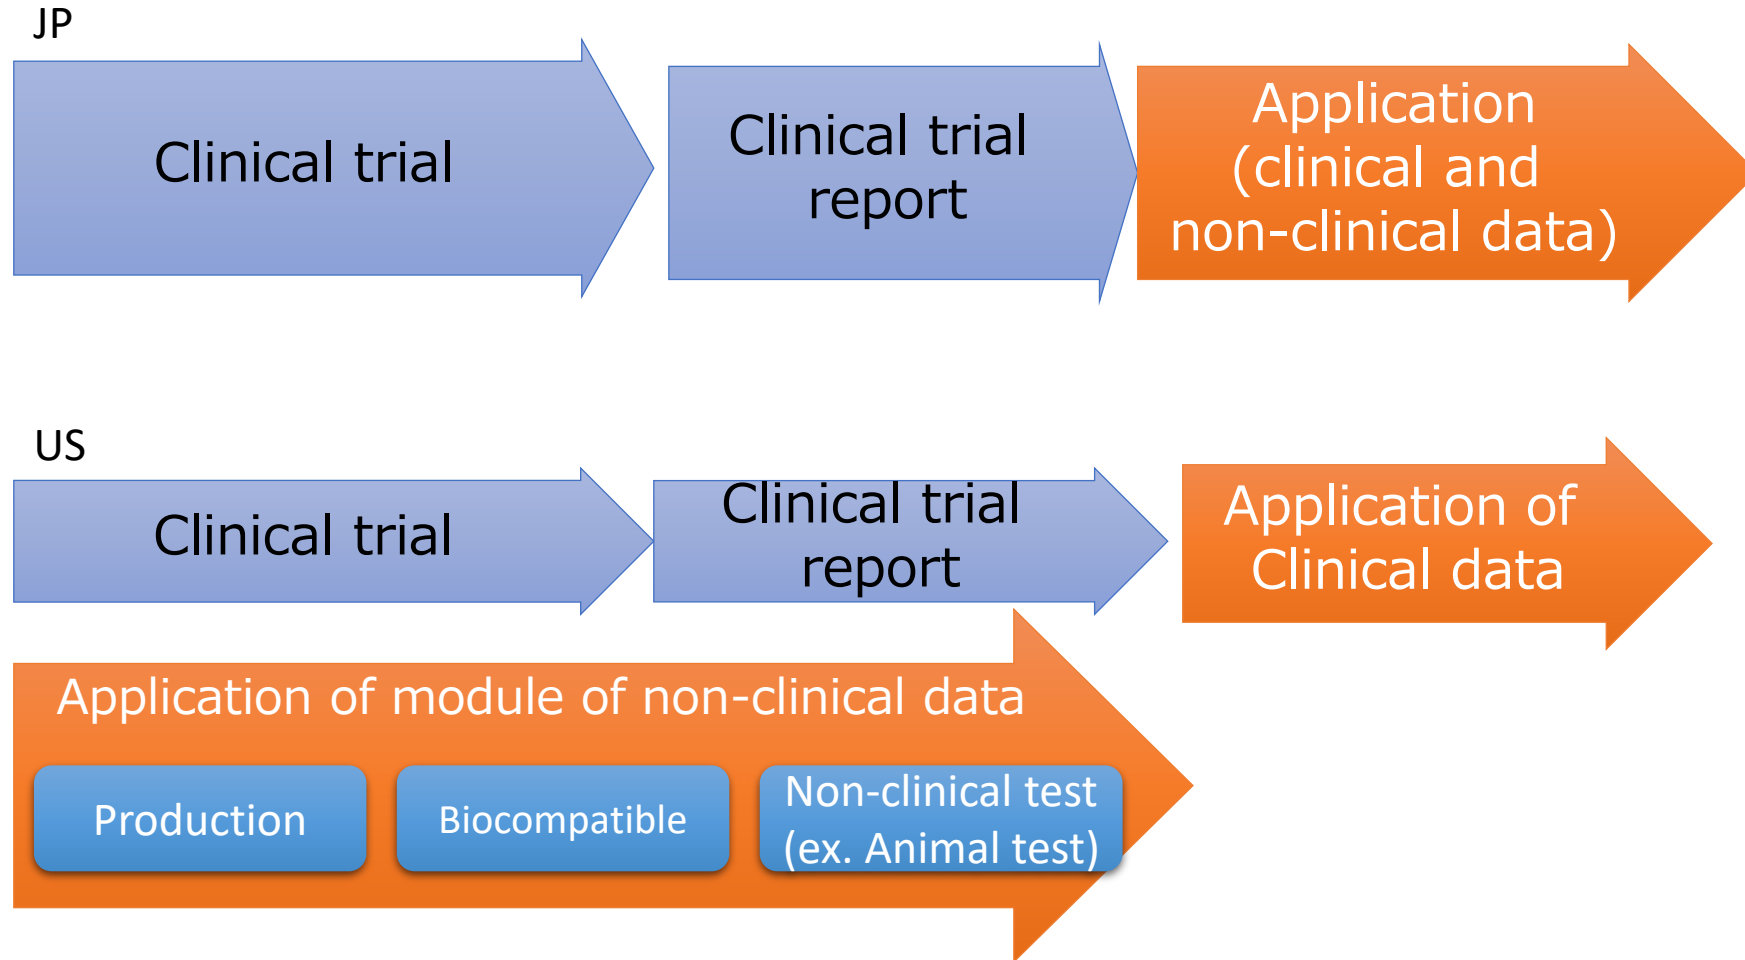 JP
Clinical trial
Clinical trial
report
Application
(clinical and
non-clinical data)
US
Clinical trial
Clinical trial
report
Application of
Clinical data
Application of module of non-clinical data
Production
Biocompatible
Non-clinical test
(ex. Animal test)